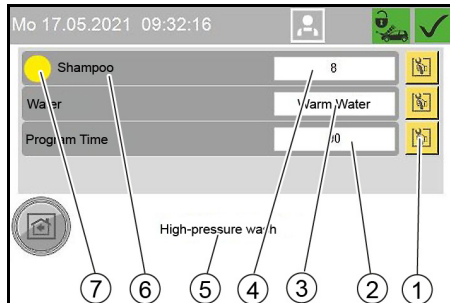 Mo 17.05.2021 09:32:16
Shampoo 8
Water Warm Water
Program Time
High-pressure wash
7 6 5 4 3 2 1